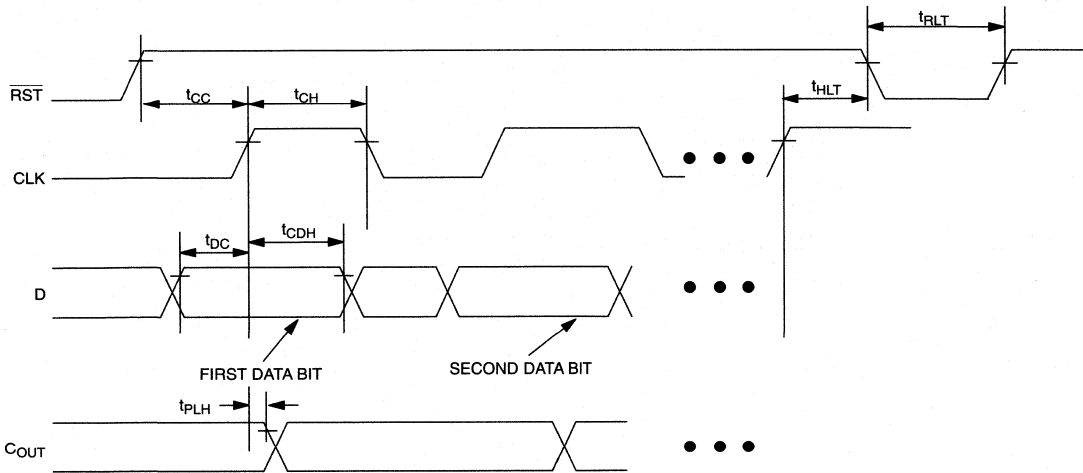 tRLT
RST
tCC
tCH
tHLT
CLK
tDC
tCDH
D
FIRST DATA BIT
SECOND DATA BIT
tPLH
COUT